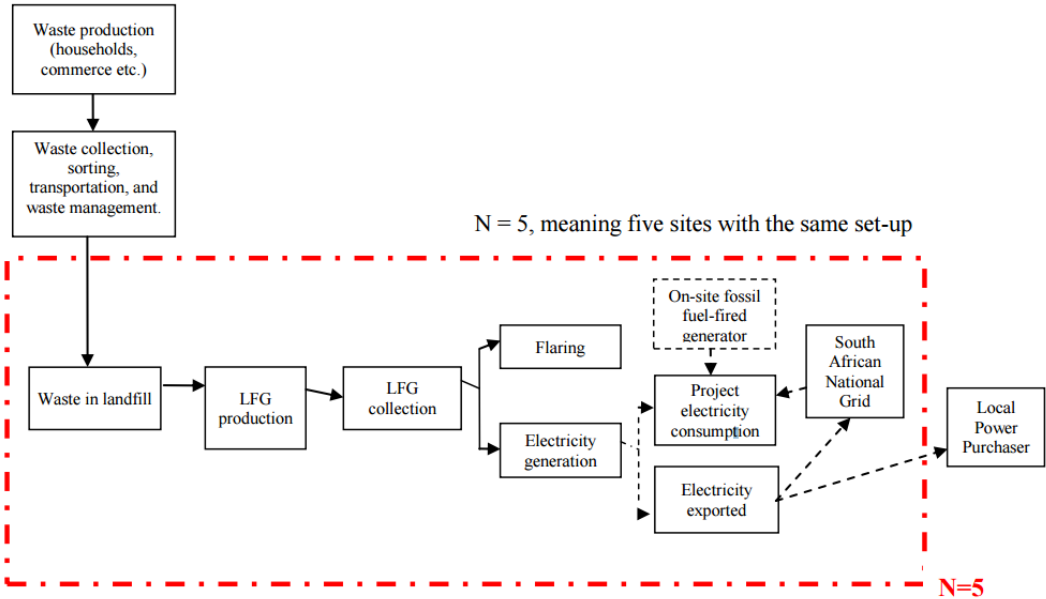 Waste production
(households,
commerce etc.)
Waste collection,
sorting,
transportation, and
waste management.
N = 5, meaning five sites with the same set-up
On-site fossil
fuel-fired
generator
Flaring
South
African
National
Grid
Waste in landfill
LFG
production
LFG
collection
Project
electricity
consumption
Local
Power
Purchaser
Electricity
generation
Electricity
exported
N=5